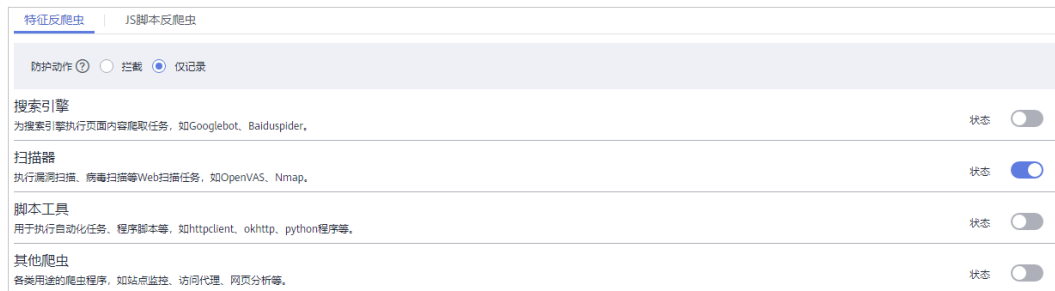 特征反爬虫 JS脚本反爬虫
防护动作 ? 拦截 仅记录
搜索引擎
为搜索引擎执行页面内容爬取任务，如Googlebot、Baiduspider。
状态
扫描器
执行漏洞扫描、病毒扫描等Web扫描任务，如OpenVAS、Nmap。
状态
脚本工具
用于执行自动化任务、程序脚本等，如httpclient、okhttp、python程序等。
状态
其他爬虫
各类用途的爬虫程序，如站点监控、访问代理、网页分析等。
状态